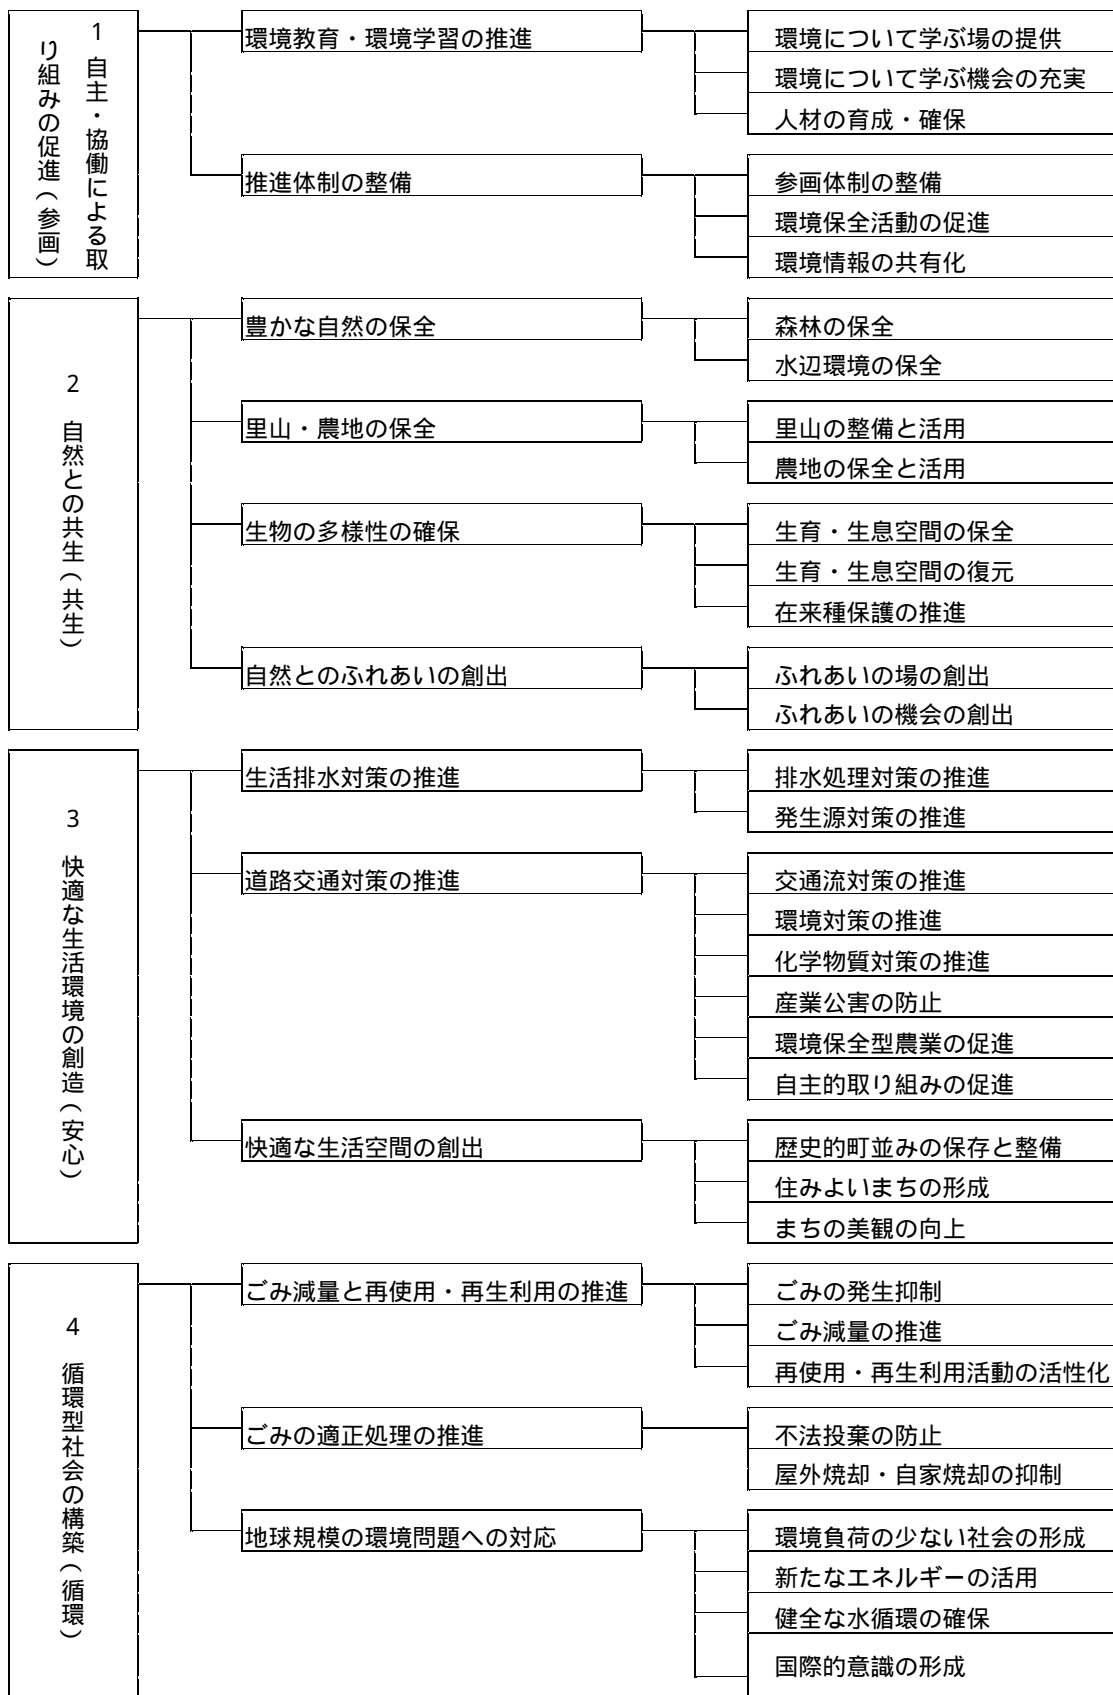 1 自主・協働による取
り組みの促進（参画）
環境教育・環境学習の推進
環境について学ぶ場の提供
環境について学ぶ機会の充実
人材の育成・確保
推進体制の整備
参画体制の整備
環境保全活動の促進
環境情報の共有化
2 自然との共生（共生）
豊かな自然の保全
森林の保全
水辺環境の保全
里山・農地の保全
里山の整備と活用
農地の保全と活用
生物の多様性の確保
生育・生息空間の保全
生育・生息空間の復元
在来種保護の推進
自然とのふれあいの創出
ふれあいの場の創出
ふれあいの機会の創出
3 快適な生活環境の創造（安心）
生活排水対策の推進
排水処理対策の推進
発生源対策の推進
道路交通対策の推進
交通流対策の推進
環境対策の推進
化学物質対策の推進
産業公害の防止
環境保全型農業の促進
自主的取り組みの促進
快適な生活空間の創出
歴史的町並みの保存と整備
住みよいまちの形成
まちの美観の向上
4 循環型社会の構築（循環）
ごみ減量と再使用・再生利用の推進
ごみの発生抑制
ごみ減量の推進
再使用・再生利用活動の活性化
ごみの適正処理の推進
不法投棄の防止
屋外焼却・自家焼却の抑制
地球規模の環境問題への対応
環境負荷の少ない社会の形成
新たなエネルギーの活用
健全な水循環の確保
国際的意識の形成